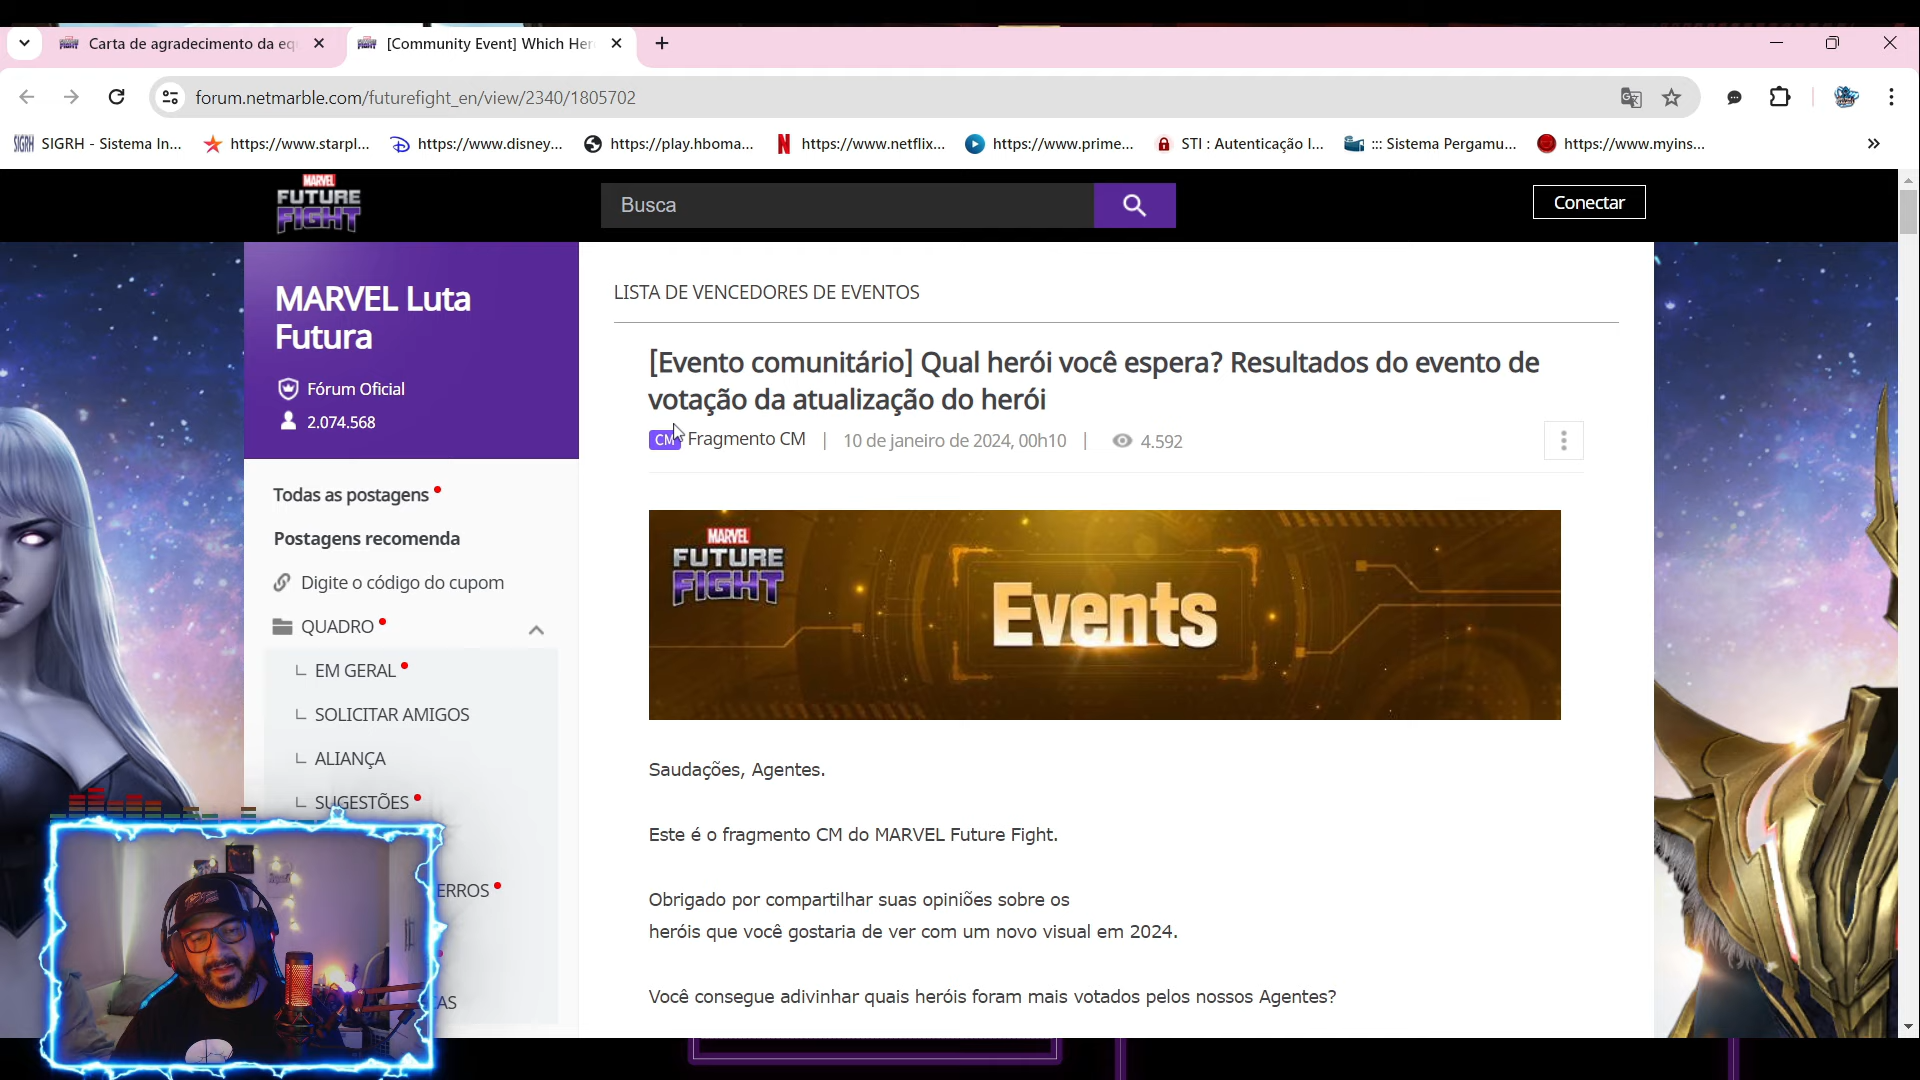 Carta de agradecimento da eq
[Community Event] Which Her
forum.netmarble.com/futurefight_en/view/2340/1805702
SIGRH - Sistema In...
https://www.starpl...
https://www.disney...
https://play.hboma...
https://www.netflix...
https://www.prime...
STI : Autenticação I...
::: Sistema Pergamu...
https://www.myins...
MARVEL
FUTURE
FIGHT
Busca
Conectar
MARVEL Luta
Futura
Fórum Oficial
2.074.568
Todas as postagens
Postagens recomenda
Digite o código do cupom
QUADRO
EM GERAL
SOLICITAR AMIGOS
ALIANÇA
SUGESTÕES
ERROS
AS
LISTA DE VENCEDORES DE EVENTOS
[Evento comunitário] Qual herói você espera? Resultados do evento de
votação da atualização do herói
CM Fragmento CM | 10 de janeiro de 2024, 00h10 | 4.592
MARVEL
FUTURE
FIGHT
Events
Saudações, Agentes.
Este é o fragmento CM do MARVEL Future Fight.
Obrigado por compartilhar suas opiniões sobre os
heróis que você gostaria de ver com um novo visual em 2024.
Você consegue adivinhar quais heróis foram mais votados pelos nossos Agentes?